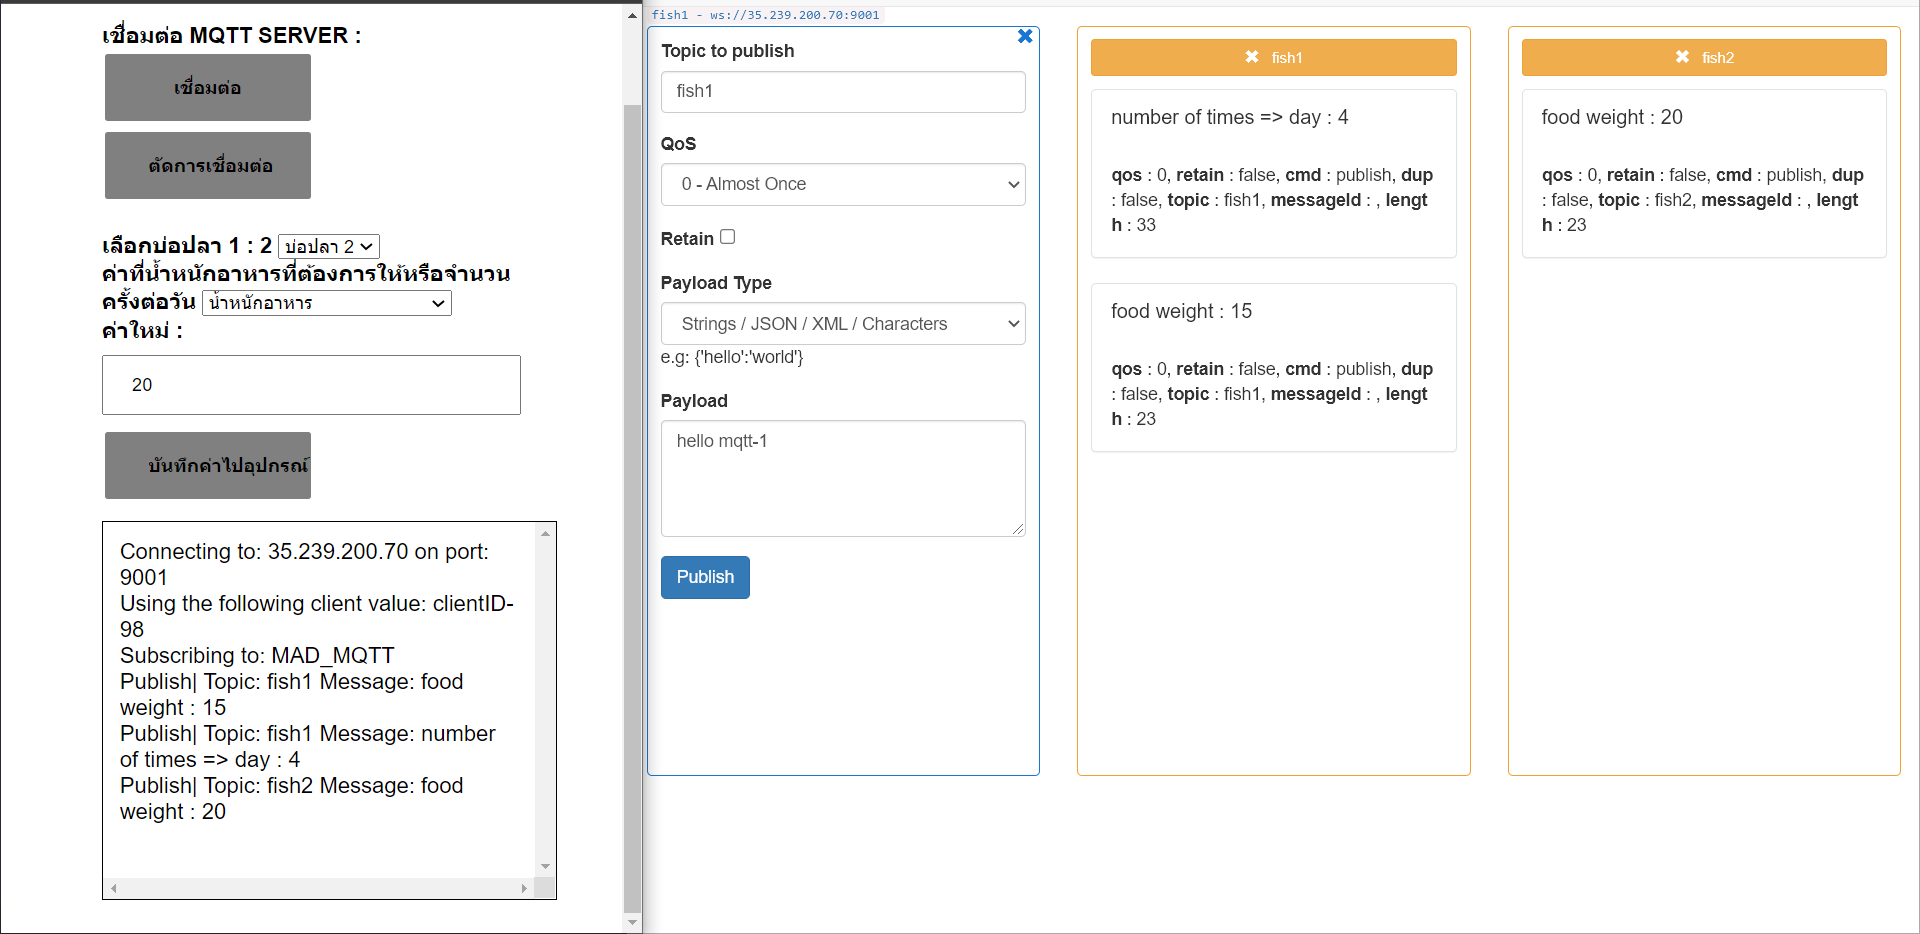 เชื่อมต่อ MQTT SERVER :
เชื่อมต่อ
ตัดการเชื่อมต่อ
เลือกบ่อปลา 1 : 2 บ่อปลา 2
ค่าที่น้ำหนักอาหารที่ต้องการให้หรือจำนวน
ครั้งต่อวัน น้ำหนักอาหาร
ค่าใหม่ :
20
บันทึกค่าไปอุปกรณ์
Connecting to: 35.239.200.70 on port:
9001
Using the following client value: clientID-
98
Subscribing to: MAD_MQTT
Publish| Topic: fish1 Message: food
weight : 15
Publish| Topic: fish1 Message: number
of times => day : 4
Publish| Topic: fish2 Message: food
weight : 20
fish1 - ws://35.239.200.70:9001
Topic to publish
fish1
QoS
0 - Almost Once
Retain
Payload Type
Strings / JSON / XML / Characters
e.g: {'hello':'world'}
Payload
hello mqtt-1
Publish
fish1
number of times => day : 4
qos : 0, retain : false, cmd : publish, dup
: false, topic : fish1, messageId : , lengt
h : 33
food weight : 15
qos : 0, retain : false, cmd : publish, dup
: false, topic : fish1, messageId : , lengt
h : 23
fish2
food weight : 20
qos : 0, retain : false, cmd : publish, dup
: false, topic : fish2, messageId : , lengt
h : 23